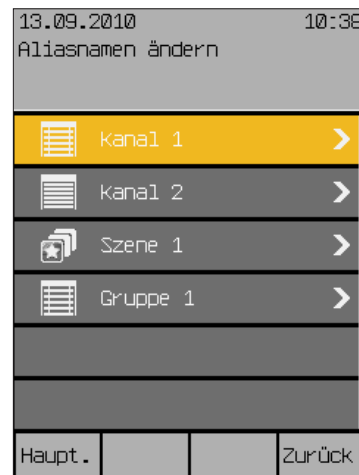 13.09.2010 10:38
Aliasnamen ändern
Kanal 1
Kanal 2
Szene 1
Gruppe 1
Haupt. Zurück